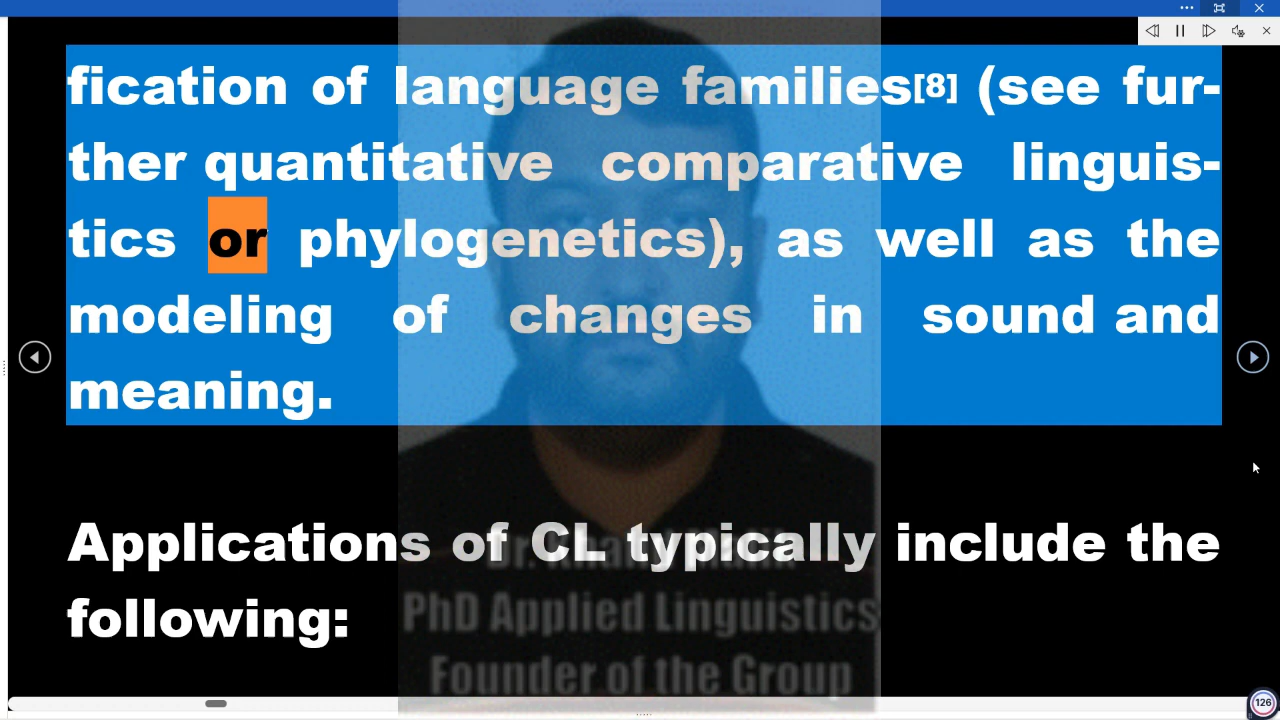 fication of language families[8] (see fur-
ther quantitative comparative linguis-
tics or phylogenetics), as well as the
modeling of changes in sound and
meaning.
Applications of CL typically include the
following:
Dr.
PhD Applied Linguistics
Founder of the Group
126